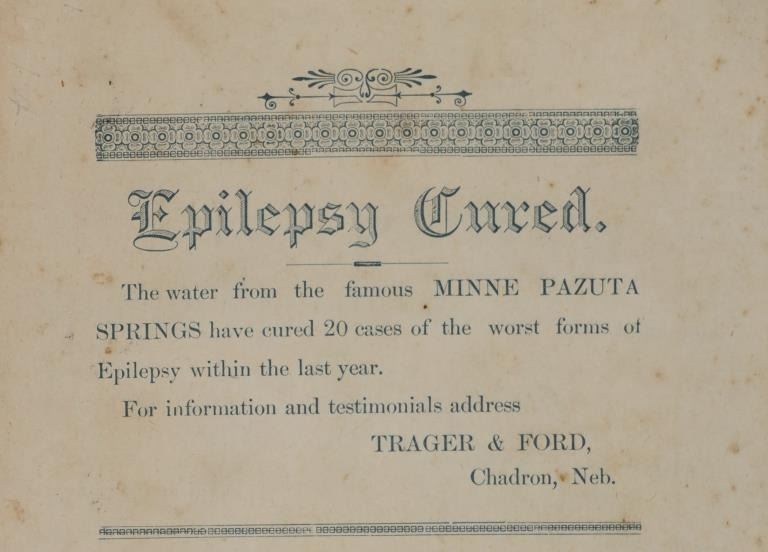 Epilepsy Cured.
The water from the famous MINNE PAZUTA
SPRINGS have cured 20 cases of the worst forms of
Epilepsy within the last year.
For information and testimonials address
TRAGER & FORD,
Chadron, Neb.